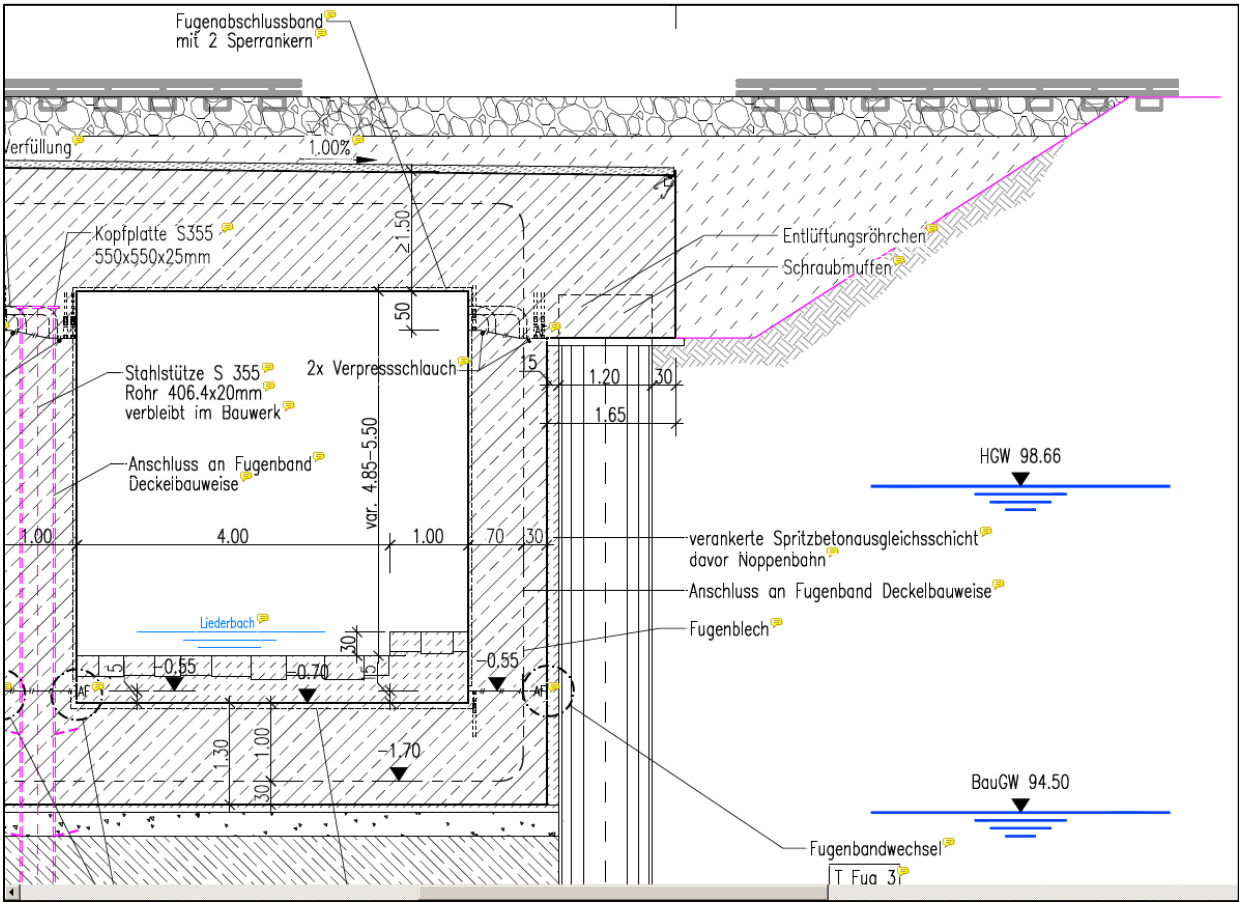 Fugenabschlussband
mit 2 Sperrankern
Verfüllung
1.00%
Kopfplatte S355
550x550x25mm
≥1.50
50
Entlüftungsröhrchen
Schraubmuffen
Stahlstütze S 355
Rohr 406.4x20mm
verbleibt im Bauwerk
2x Verpressschlauch
15
1.20
30
1.65
Anschluss an Fugenband
Deckelbauweise
var. 4.85-5.50
HGW 98.66
1.00
4.00
1.00
70
30
verankerte Spritzbetonausgleichsschicht
davor Noppenbahn
Anschluss an Fugenband Deckelbauweise
Liederbach
30
Fugenblech
15
-0.55
-0.70
15
-0.55
AF
AF
1.30
1.00
30
-1.70
BauGW 94.50
Fugenbandwechsel
T Fug 3